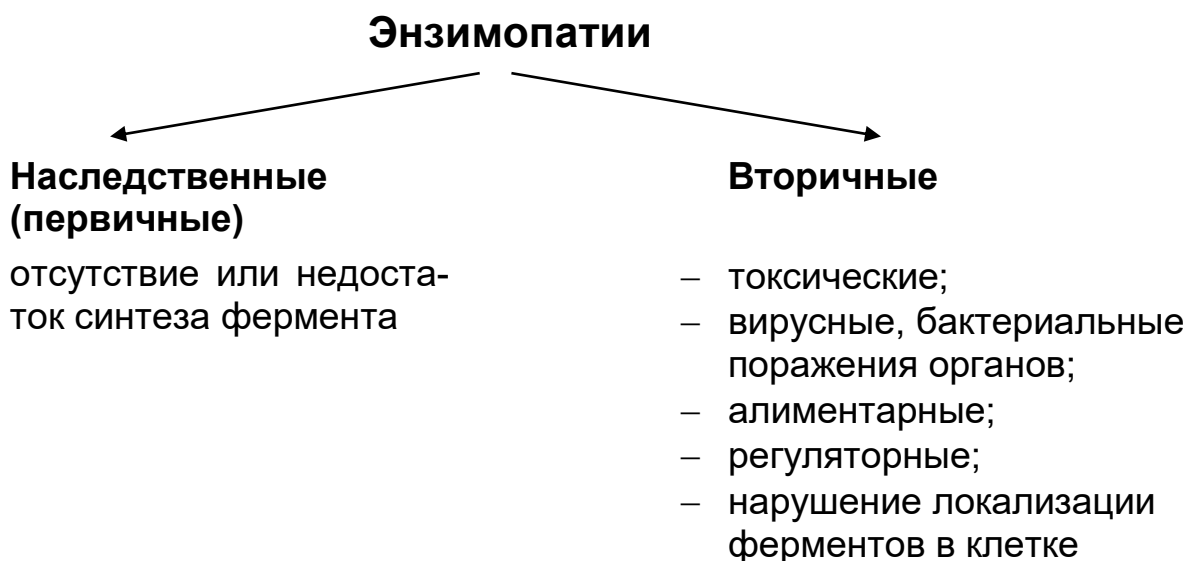 Энзимопатии
Наследственные
(первичные)
отсутствие или недоста-
ток синтеза фермента
Вторичные
– токсические;
– вирусные, бактериальные
поражения органов;
– алиментарные;
– регуляторные;
– нарушение локализации
ферментов в клетке